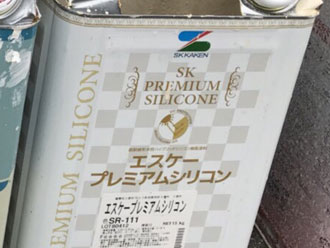 SK KAKEN
SK
PREMIUM
SILICONE
PREMIUM SILICONE
エスケー
プレミアムシリコン
エスケープレミアムシリコン
SR-111